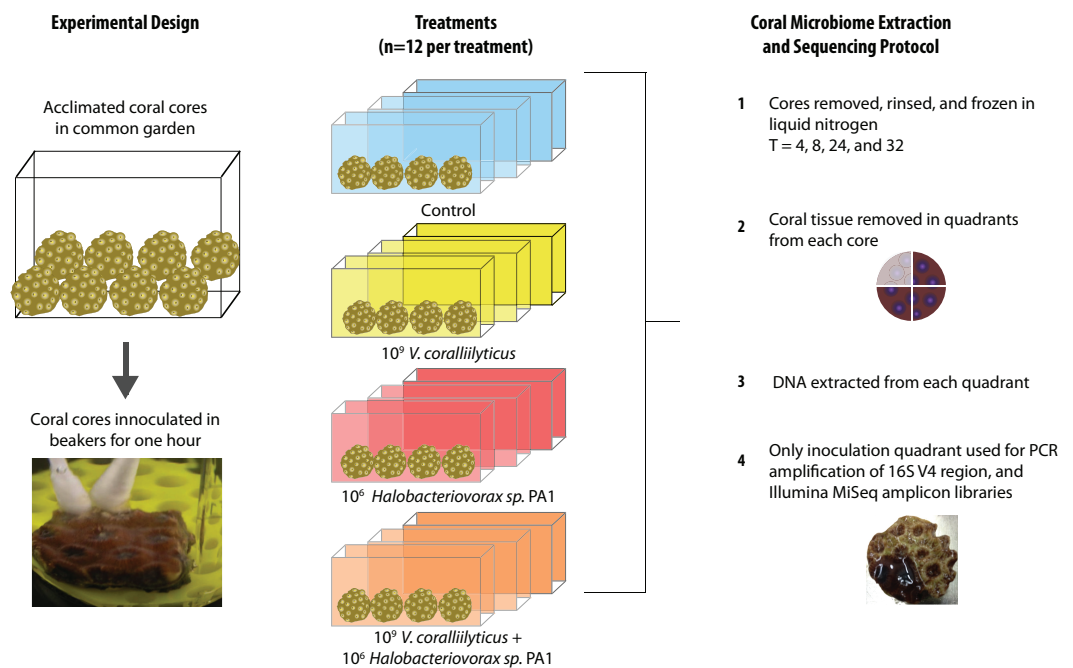 Experimental Design
Acclimated coral cores
in common garden
Coral cores innoculated in
beakers for one hour
Treatments
(n=12 per treatment)
Control
10⁹ V. coralliilyticus
10⁶ Halobacteriovorax sp. PA1
10⁹ V. coralliilyticus +
10⁶ Halobacteriovorax sp. PA1
Coral Microbiome Extraction
and Sequencing Protocol
1 Cores removed, rinsed, and frozen in
liquid nitrogen
T = 4, 8, 24, and 32
2 Coral tissue removed in quadrants
from each core
3 DNA extracted from each quadrant
4 Only inoculation quadrant used for PCR
amplification of 16S V4 region, and
Illumina MiSeq amplicon libraries